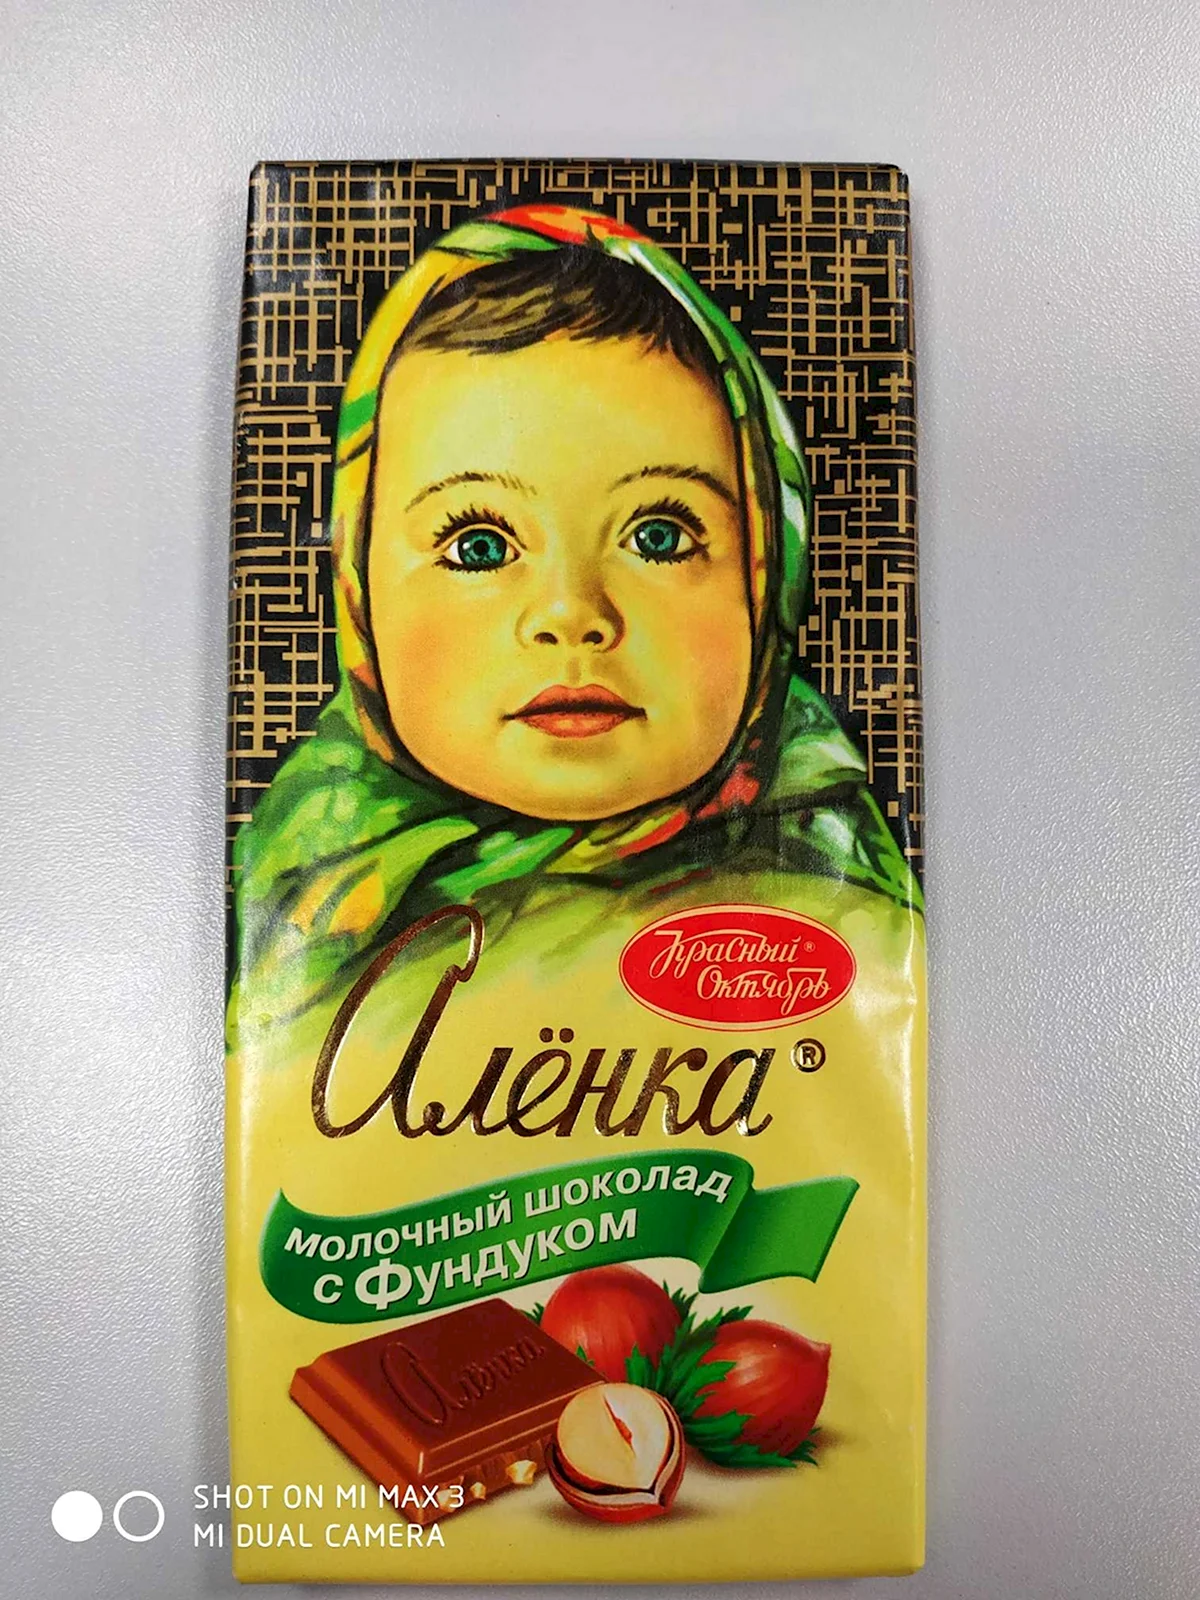 Красный®
Октябрь
Алёнка®
молочный шоколад
с Фундуком
Алёнка
SHOT ON MI MAX 3
MI DUAL CAMERA